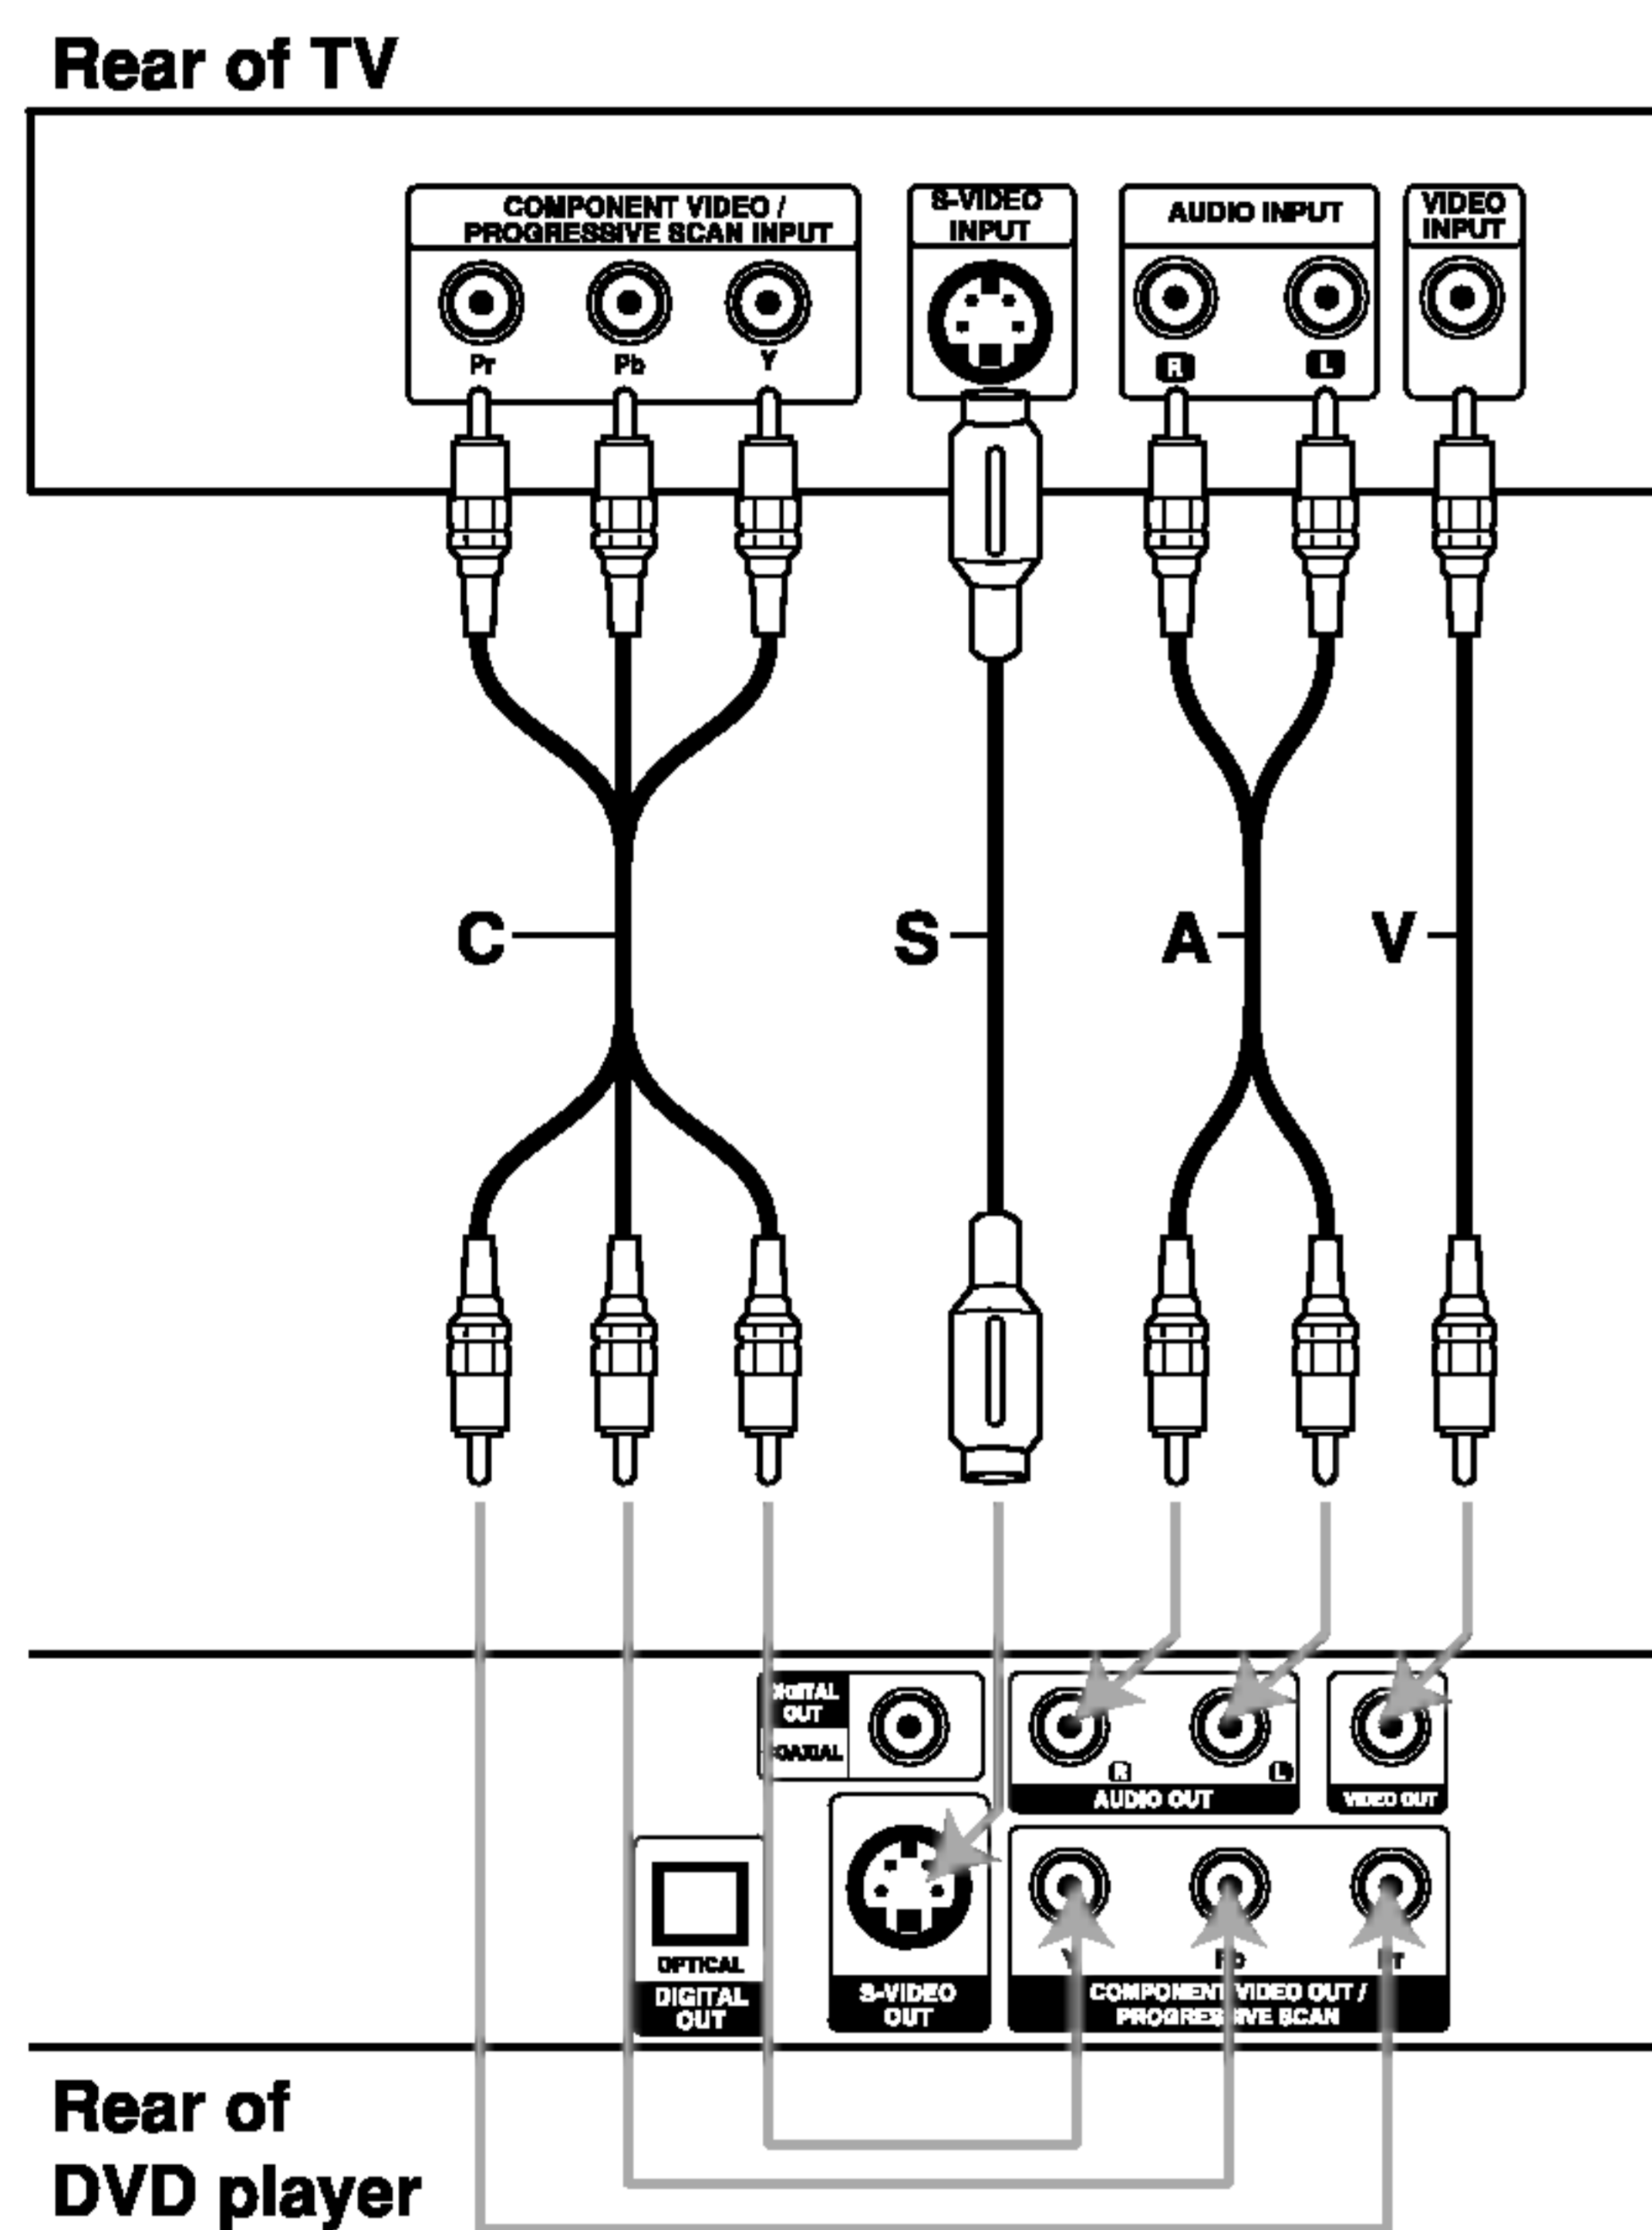 Rear of TV
COMPONENT VIDEO /
PROGRESSIVE SCAN INPUT
Pr Pb Y
S-VIDEO
INPUT
AUDIO INPUT
R L
VIDEO
INPUT
C S A V
DIGITAL
OUT
COAXIAL
R L
AUDIO OUT
VIDEO OUT
OPTICAL
DIGITAL
OUT
S-VIDEO
OUT
Y Pb Pr
COMPONENT VIDEO OUT /
PROGRESSIVE SCAN
Rear of
DVD player